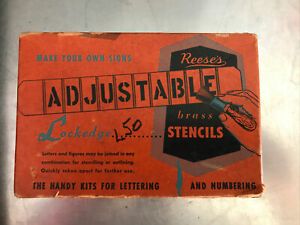 MAKE YOUR OWN SIGNS
Reese's
ADJUSTABLE
brass
Lockedge
.50
STENCILS
Letters and figures may be joined in any
combination for stenciling or outlining.
Quickly taken apart for further use.
THE HANDY KITS FOR LETTERING AND NUMBERING